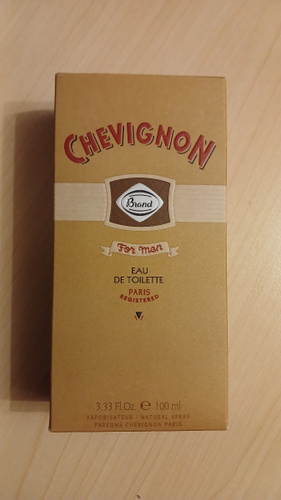 CHEVIGNON
Brand
For men
EAU
DE TOILETTE
PARIS
REGISTERED
3.33 Fl.Oz. ℮ 100 ml
VAPORISATEUR - NATURAL SPRAY
PARFUMS CHEVIGNON PARIS